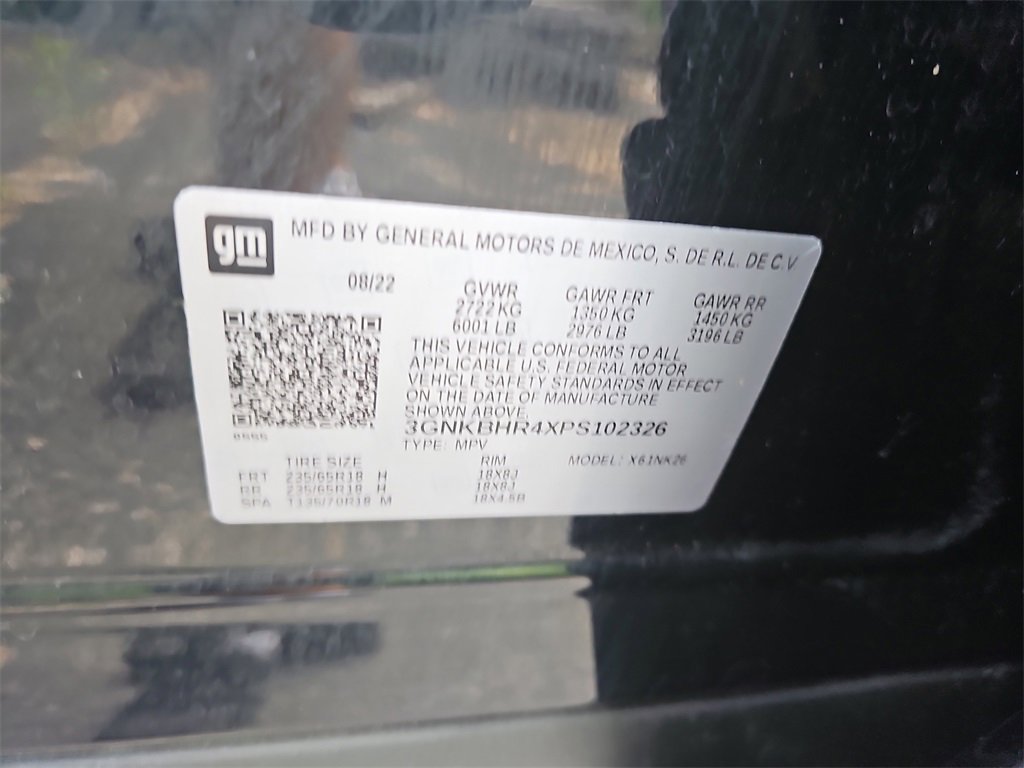 gm
MFD BY GENERAL MOTORS DE MEXICO, S. DE R.L. DE C.V
08/22
GVWR GAWR FRT GAWR RR
2722 KG 1350 KG 1450 KG
6001 LB 2976 LB 3196 LB
THIS VEHICLE CONFORMS TO ALL
APPLICABLE U.S. FEDERAL MOTOR
VEHICLE SAFETY STANDARDS IN EFFECT
ON THE DATE OF MANUFACTURE
SHOWN ABOVE.
3GNKBHR4XPS102326
TYPE: MPV
TIRE SIZE RIM MODEL: X61NK26
FRT 235/65R18 H 18X8J
RR 235/65R18 H 18X8J
SPA T135/70R18 M 18X4.5B